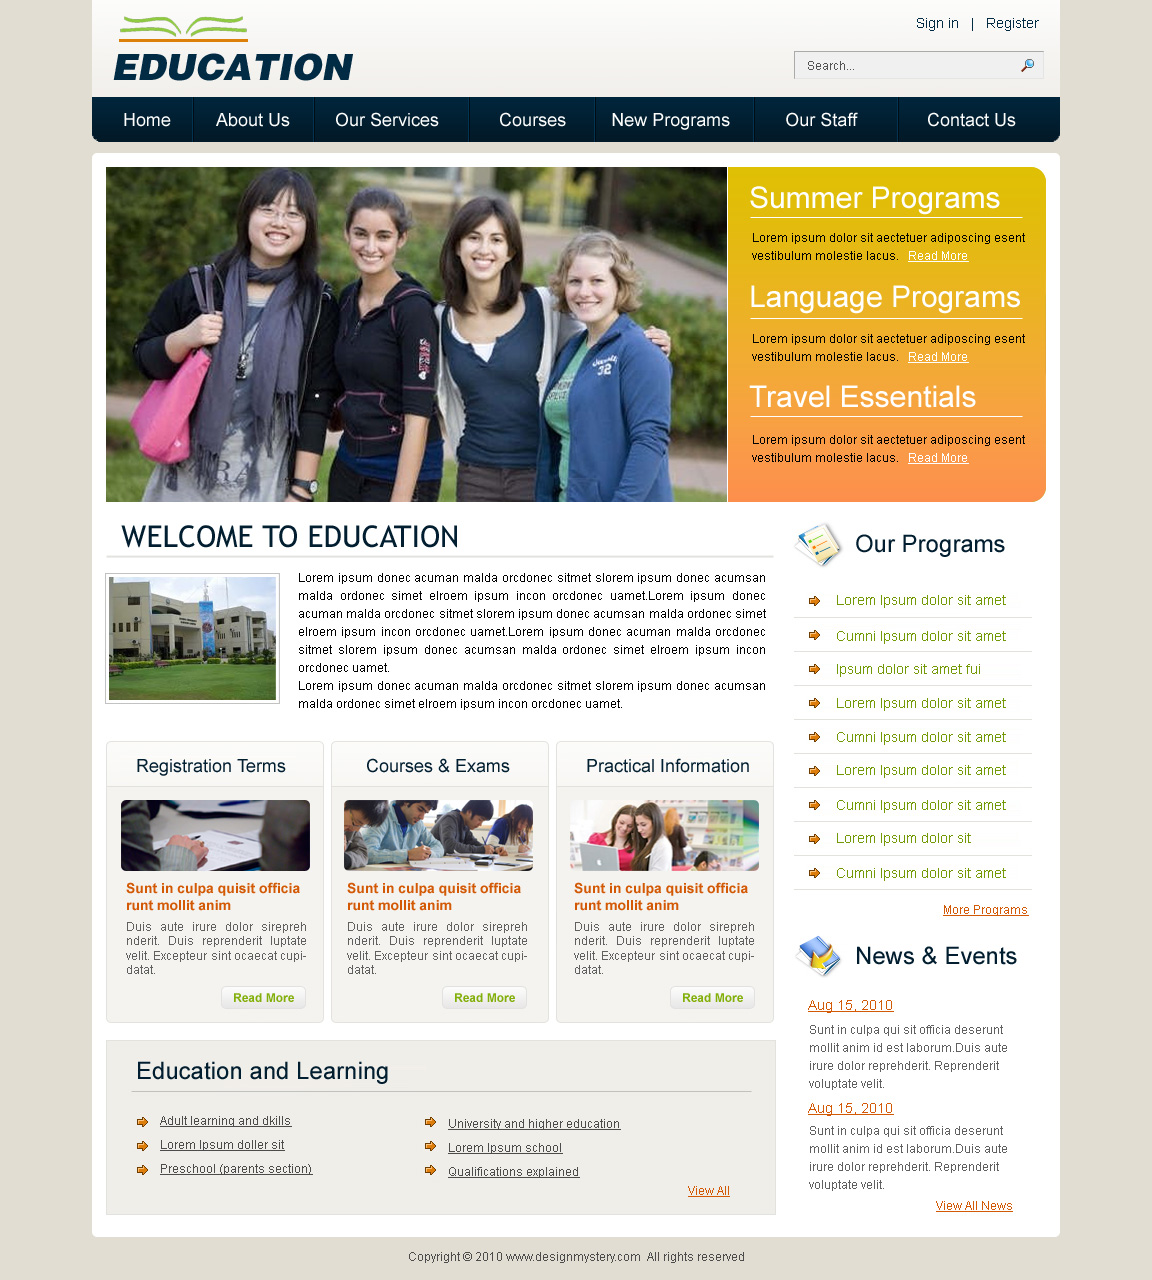 EDUCATION
Sign in | Register
Search...
Home About Us Our Services Courses New Programs Our Staff Contact Us
Summer Programs
Lorem ipsum dolor sit aectetuer adiposcing esent
vestibulum molestie lacus. Read More
Language Programs
Lorem ipsum dolor sit aectetuer adiposcing esent
vestibulum molestie lacus. Read More
Travel Essentials
Lorem ipsum dolor sit aectetuer adiposcing esent
vestibulum molestie lacus. Read More
WELCOME TO EDUCATION
Lorem ipsum donec acuman malda orcdonec sitmet slorem ipsum donec acumsan
malda ordonec simet elroem ipsum incon orcdonec uamet.Lorem ipsum donec
acuman malda orcdonec sitmet slorem ipsum donec acumsan malda ordonec simet
elroem ipsum incon orcdonec uamet.Lorem ipsum donec acuman malda orcdonec
sitmet slorem ipsum donec acumsan malda ordonec simet elroem ipsum incon
orcdonec uamet.
Lorem ipsum donec acuman malda orcdonec sitmet slorem ipsum donec acumsan
malda ordonec simet elroem ipsum incon orcdonec uamet.
Registration Terms
Sunt in culpa quisit officia
runt mollit anim
Duis aute irure dolor sirepreh
nderit. Duis reprenderit luptate
velit. Excepteur sint ocaecat cupi-
datat.
Read More
Courses & Exams
Sunt in culpa quisit officia
runt mollit anim
Duis aute irure dolor sirepreh
nderit. Duis reprenderit luptate
velit. Excepteur sint ocaecat cupi-
datat.
Read More
Practical Information
Sunt in culpa quisit officia
runt mollit anim
Duis aute irure dolor sirepreh
nderit. Duis reprenderit luptate
velit. Excepteur sint ocaecat cupi-
datat.
Read More
Education and Learning
Adult learning and dkills
Lorem Ipsum doller sit
Preschool (parents section)
University and higher education
Lorem Ipsum school
Qualifications explained
View All
Our Programs
Lorem Ipsum dolor sit amet
Cumni Ipsum dolor sit amet
Ipsum dolor sit amet fui
Lorem Ipsum dolor sit amet
Cumni Ipsum dolor sit amet
Lorem Ipsum dolor sit amet
Cumni Ipsum dolor sit amet
Lorem Ipsum dolor sit
Cumni Ipsum dolor sit amet
More Programs
News & Events
Aug 15, 2010
Sunt in culpa qui sit officia deserunt
mollit anim id est laborum.Duis aute
irure dolor reprehderit. Reprenderit
voluptate velit.
Aug 15, 2010
Sunt in culpa qui sit officia deserunt
mollit anim id est laborum.Duis aute
irure dolor reprehderit. Reprenderit
voluptate velit.
View All News
Copyright © 2010 www.designmystery.com All rights reserved